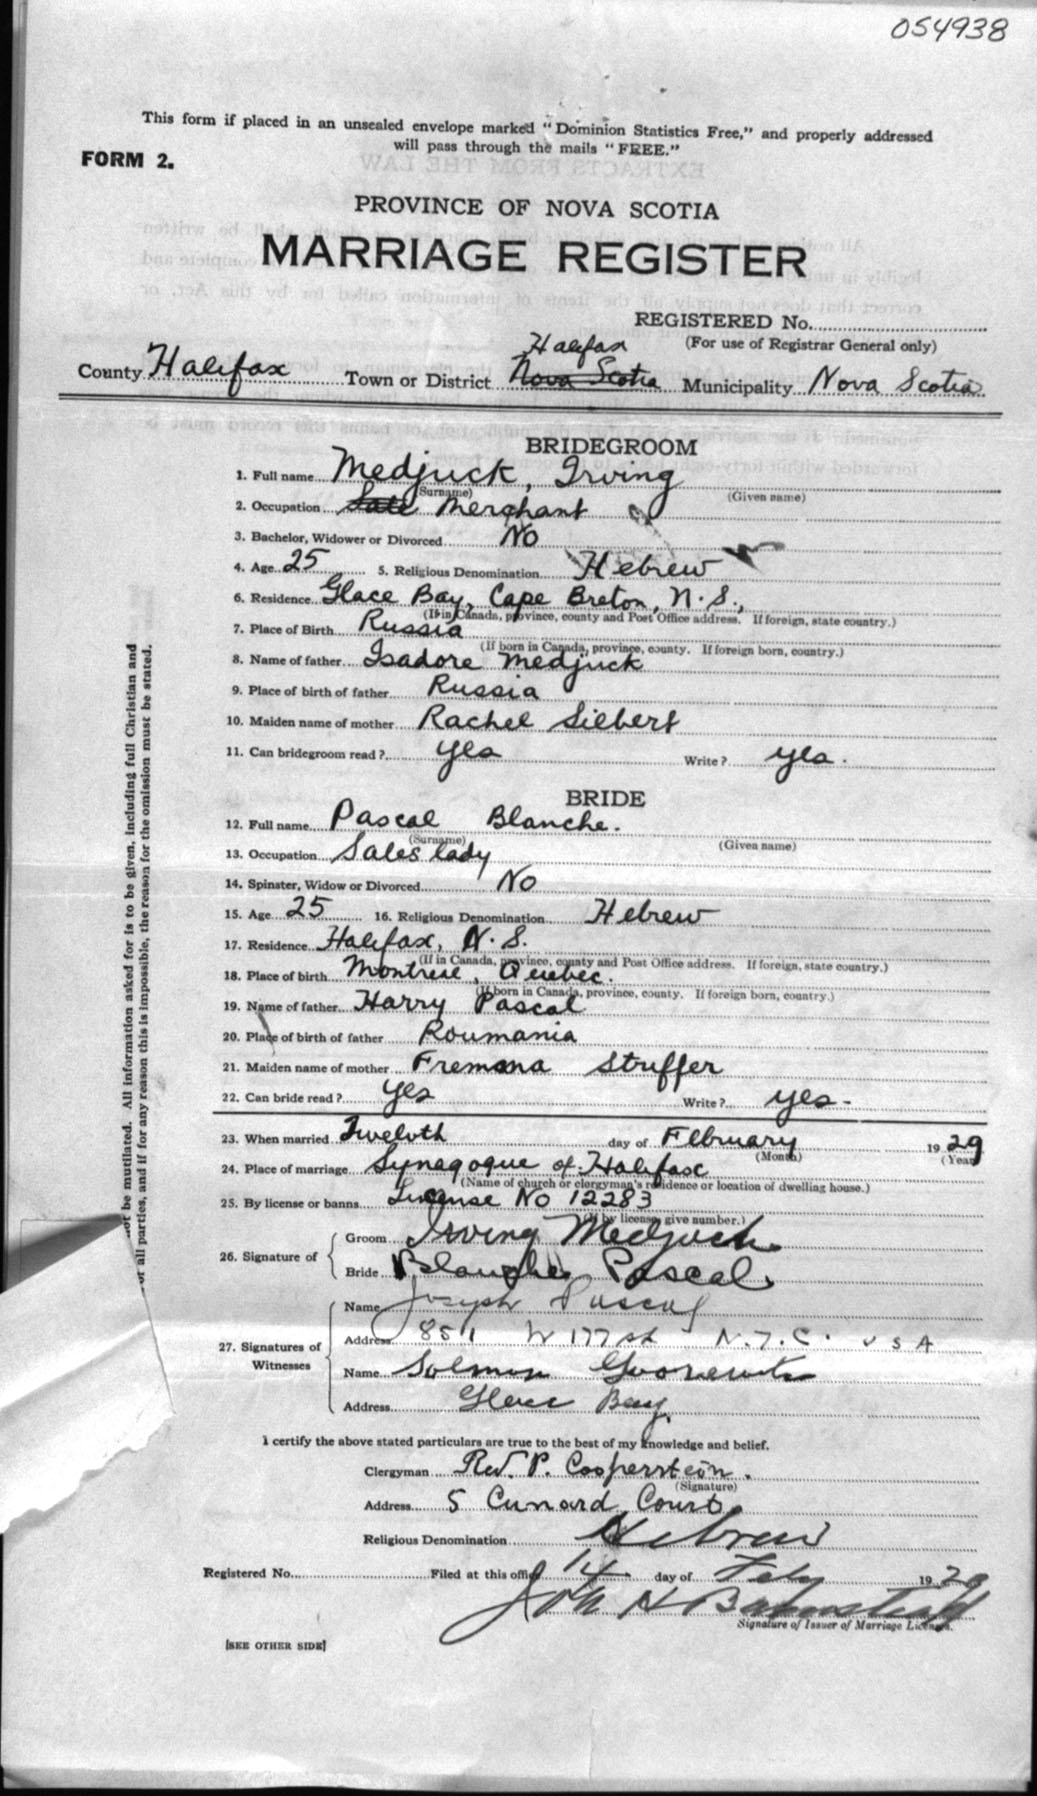 054938
This form if placed in an unsealed envelope marked "Dominion Statistics Free," and properly addressed
will pass through the mails "FREE."
FORM 2.
PROVINCE OF NOVA SCOTIA
MARRIAGE REGISTER
REGISTERED No.
(For use of Registrar General only)
County Halifax Town or District Halifax Nova Scotia Municipality Nova Scotia
BRIDEGROOM
1. Full name Medjuck, Irving
(Surname) (Given name)
2. Occupation Merchant
3. Bachelor, Widower or Divorced No
4. Age 25 5. Religious Denomination Hebrew
6. Residence Glace Bay, Cape Breton, N.S.,
(If in Canada, province, county and Post Office address. If foreign, state country.)
7. Place of Birth Russia
(If born in Canada, province, county. If foreign born, country.)
8. Name of father Isadore Medjuck
9. Place of birth of father Russia
10. Maiden name of mother Rachel Siebert
11. Can bridegroom read? yes Write? yes.
BRIDE
12. Full name Pascal Blanche.
(Surname) (Given name)
13. Occupation Sales lady
14. Spinster, Widow or Divorced No
15. Age 25 16. Religious Denomination Hebrew
17. Residence Halifax, N.S.
(If in Canada, province, county and Post Office address. If foreign, state country.)
18. Place of birth Montreal, Quebec.
(If born in Canada, province, county. If foreign born, country.)
19. Name of father Harry Pascal
20. Place of birth of father Roumania
21. Maiden name of mother Struffer
22. Can bride read? yes Write? yes-
23. When married Twelvth day of February 1929
(Month) (Year)
24. Place of marriage Synagogue of Halifax
(Name of church or clergyman's residence or location of dwelling house.)
25. By license or banns License No 12283
(If by license, give number.)
26. Signature of
Groom Irving Medjuck
Bride Blanche Pascal
27. Signatures of Witnesses
Name Joseph Pascal
Address 851 W 177 st N.Y.C. USA
Name Solomon
Address Glace Bay.
I certify the above stated particulars are true to the best of my knowledge and belief.
Clergyman Rev. P. Cooperstein.
(Signature)
Address 5 Cunard Court.
Religious Denomination Hebrew
Registered No. Filed at this office 14 day of Feby 1929
Signature of Issuer of Marriage Licenses.
[SEE OTHER SIDE]
not be mutilated. All information asked for is to be given, including full Christian and
of all parties, and if for any reason this is impossible, the reason for the omission must be stated.